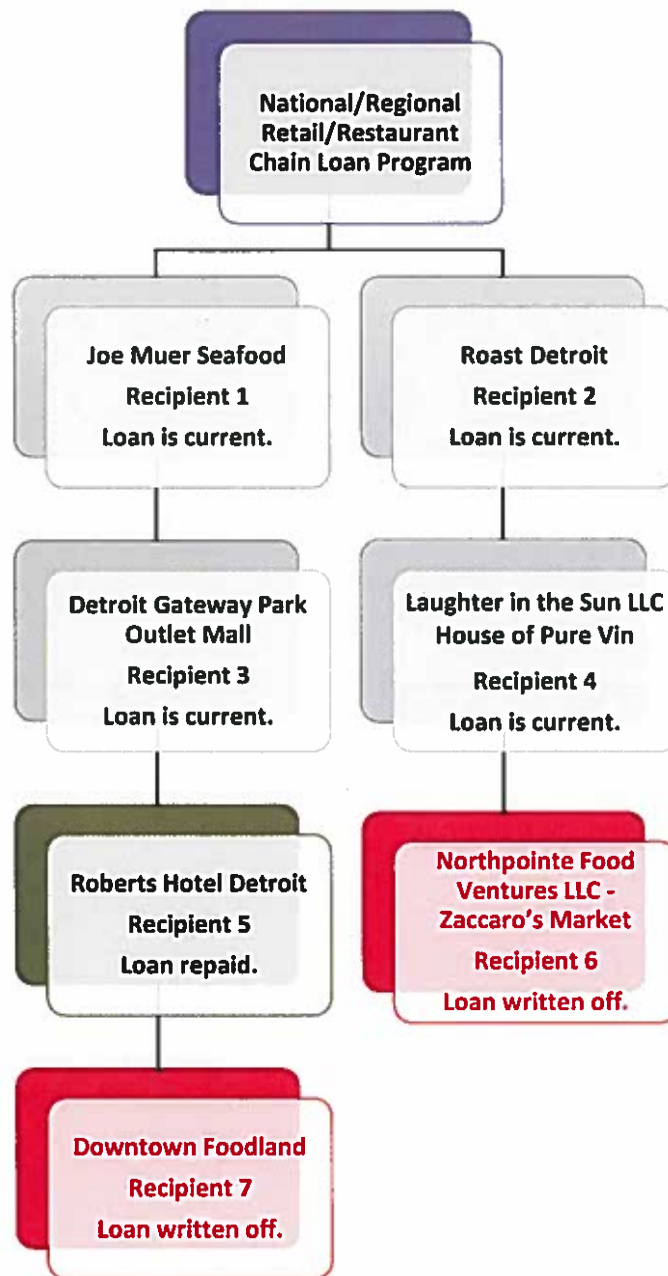 National/Regional
Retail/Restaurant
Chain Loan Program
Joe Muer Seafood
Recipient 1
Loan is current.
Roast Detroit
Recipient 2
Loan is current.
Detroit Gateway Park
Outlet Mall
Recipient 3
Loan is current.
Laughter in the Sun LLC
House of Pure Vin
Recipient 4
Loan is current.
Roberts Hotel Detroit
Recipient 5
Loan repaid.
Northpointe Food
Ventures LLC -
Zaccaro's Market
Recipient 6
Loan written off.
Downtown Foodland
Recipient 7
Loan written off.